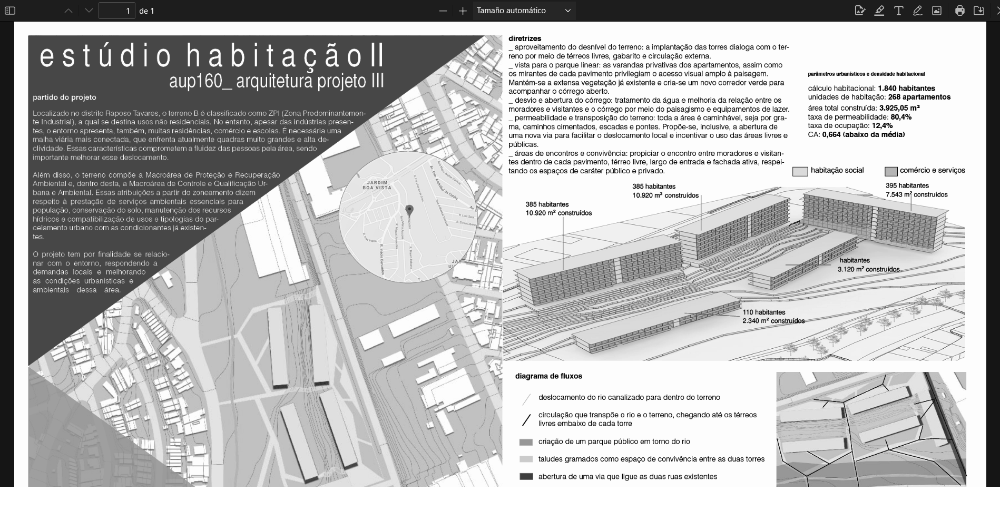 1 de 1
Tamaño automático
estúdio habitação II
aup160_ arquitetura projeto III
partido do projeto
Localizado no distrito Raposo Tavares, o terreno B é classificado como ZPI (Zona Predominantemen-
te Industrial), a qual se destina usos não residenciais. No entanto, apesar das indústrias presen-
tes, o entorno apresenta, também, muitas residências, comércio e escolas. É necessária uma
malha viária mais conectada, que enfrenta atualmente quadras muito grandes e alta de-
clividade. Essas características comprometem a fluidez das pessoas pela área, sendo
importante melhorar esse deslocamento.
Além disso, o terreno compõe a Macroárea de Proteção e Recuperação
Ambiental e, dentro desta, a Macroárea de Controle e Qualificação Ur-
bana e Ambiental. Essas atribuições a partir do zoneamento dizem
respeito à prestação de serviços ambientais essenciais para
população, conservação do solo, manutenção dos recursos
hídricos e compatibilização de usos e tipologias do par-
celamento urbano com as condicionantes já existen-
tes.
O projeto tem por finalidade se relacio-
nar com o entorno, respondendo a
demandas locais e melhorando
as condições urbanísticas e
ambientais dessa área.
JARDIM
BOA VISTA
Av. Gen. Asdrúbal da Cunha
R. Inácio Cervantes
diretrizes
_ aproveitamento do desnível do terreno: a implantação das torres dialoga com o ter-
reno por meio de térreos livres, gabarito e circulação externa.
_ vista para o parque linear: as varandas privativas dos apartamentos, assim como
os mirantes de cada pavimento privilegiam o acesso visual amplo à paisagem.
Mantém-se a extensa vegetação já existente e cria-se um novo corredor verde para
acompanhar o córrego aberto.
_ desvio e abertura do córrego: tratamento da água e melhoria da relação entre os
moradores e visitantes e o córrego por meio do paisagismo e equipamentos de lazer.
_ permeabilidade e transposição do terreno: toda a área é caminhável, seja por gra-
ma, caminhos cimentados, escadas e pontes. Propõe-se, inclusive, a abertura de
uma nova via para facilitar o deslocamento local e incentivar o uso das áreas livres e
públicas.
_ áreas de encontros e convivência: propiciar o encontro entre moradores e visitan-
tes dentro de cada pavimento, térreo livre, largo de entrada e fachada ativa, respei-
tando os espaços de caráter público e privado.
parâmetros urbanísticos e densidade habitacional
cálculo habitacional: 1.840 habitantes
unidades de habitação: 268 apartamentos
área total construída: 3.925,05 m²
taxa de permeabilidade: 80,4%
taxa de ocupação: 12,4%
CA: 0,664 (abaixo da média)
habitação social
comércio e serviços
385 habitantes
10.920 m² construídos
385 habitantes
10.920 m² construídos
395 habitantes
7.543 m² construídos
habitantes
3.120 m² construídos
110 habitantes
2.340 m² construídos
diagrama de fluxos
deslocamento do rio canalizado para dentro do terreno
circulação que transpõe o rio e o terreno, chegando até os térreos
livres embaixo de cada torre
criação de um parque público em torno do rio
taludes gramados como espaço de convivência entre as duas torres
abertura de uma via que ligue as duas ruas existentes